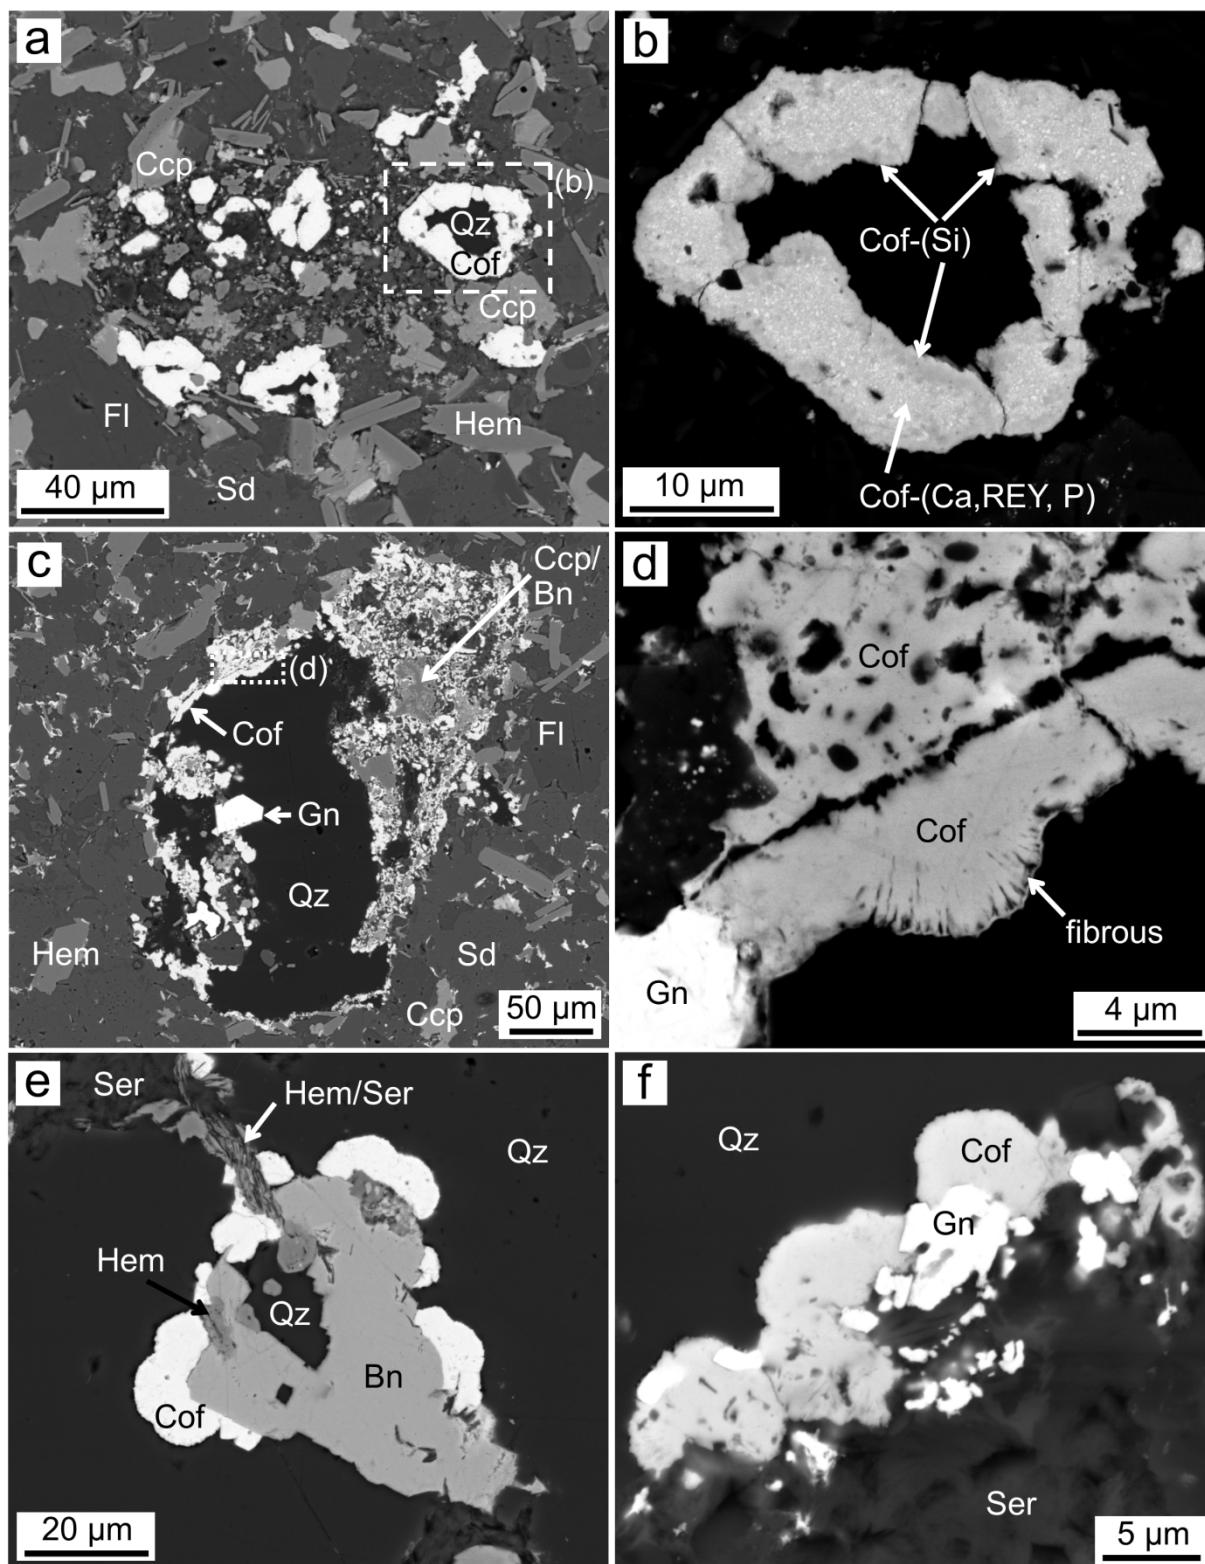 a
Ccp
(b)
Qz
Cof
Ccp
Fl
Hem
Sd
40 µm
b
Cof-(Si)
Cof-(Ca,REY, P)
10 µm
c
Ccp/
Bn
(d)
Cof
Fl
Gn
Qz
Hem
Sd
Ccp
50 µm
d
Cof
Cof
fibrous
Gn
4 µm
e
Ser
Hem/Ser
Qz
Hem
Qz
Bn
Cof
20 µm
f
Qz
Cof
Gn
Ser
5 µm